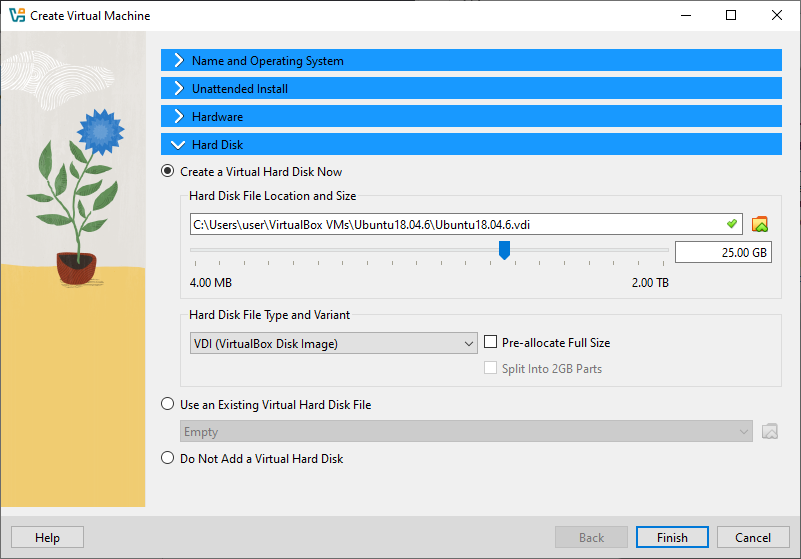 Create Virtual Machine
Name and Operating System
Unattended Install
Hardware
Hard Disk
Create a Virtual Hard Disk Now
Hard Disk File Location and Size
C:\Users\user\VirtualBox VMs\Ubuntu18.04.6\Ubuntu18.04.6.vdi
25.00 GB
4.00 MB 2.00 TB
Hard Disk File Type and Variant
VDI (VirtualBox Disk Image) Pre-allocate Full Size
Split Into 2GB Parts
Use an Existing Virtual Hard Disk File
Empty
Do Not Add a Virtual Hard Disk
Help Back Finish Cancel